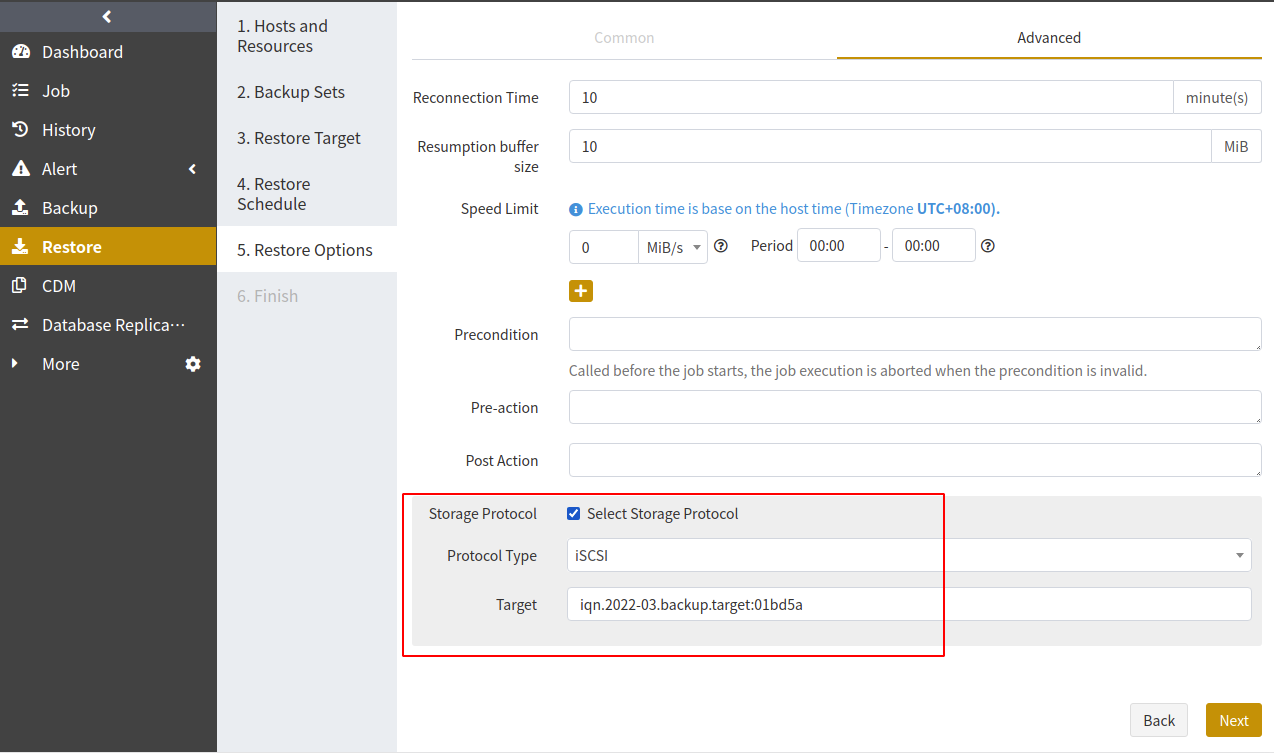 Dashboard
Job
History
Alert
Backup
Restore
CDM
Database Replica⋯
More
1. Hosts and
Resources
2. Backup Sets
3. Restore Target
4. Restore
Schedule
5. Restore Options
6. Finish
Common
Advanced
Reconnection Time
10
minute(s)
Resumption buffer
size
10
MiB
Speed Limit
Execution time is base on the host time (Timezone UTC+08:00).
0
MiB/s
Period
00:00
-
00:00
Precondition
Called before the job starts, the job execution is aborted when the precondition is invalid.
Pre-action
Post Action
Storage Protocol
Select Storage Protocol
Protocol Type
iSCSI
Target
iqn.2022-03.backup.target:01bd5a
Back
Next